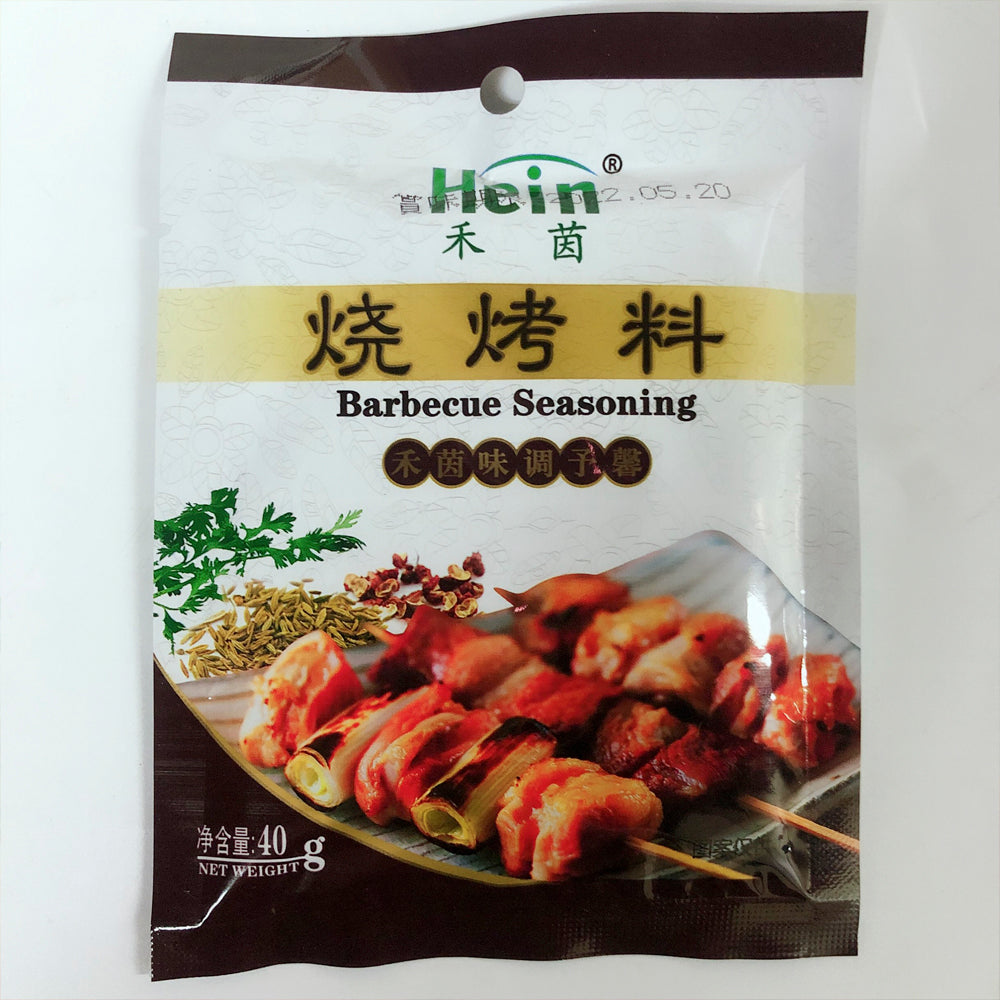 Hein®
賞味期限:2022.05.20
禾茵
烧烤料
Barbecue Seasoning
禾茵味调予馨
净含量:40g
NET WEIGHT